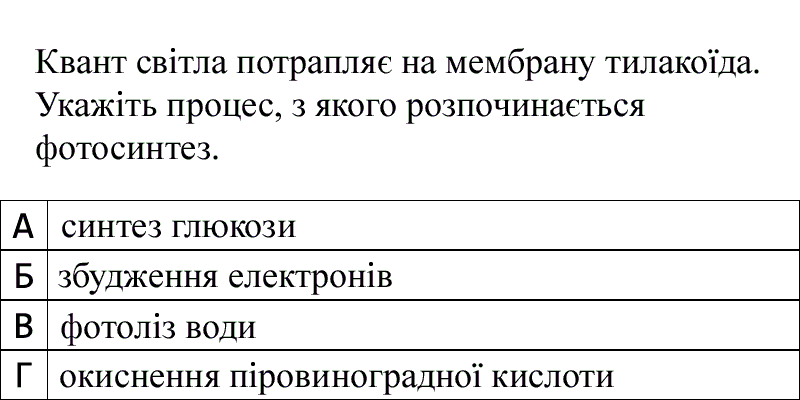 Квант світла потрапляє на мембрану тилакоїда.
Укажіть процес, з якого розпочинається
фотосинтез.
А синтез глюкози
Б збудження електронів
В фотоліз води
Г окиснення піровиноградної кислоти